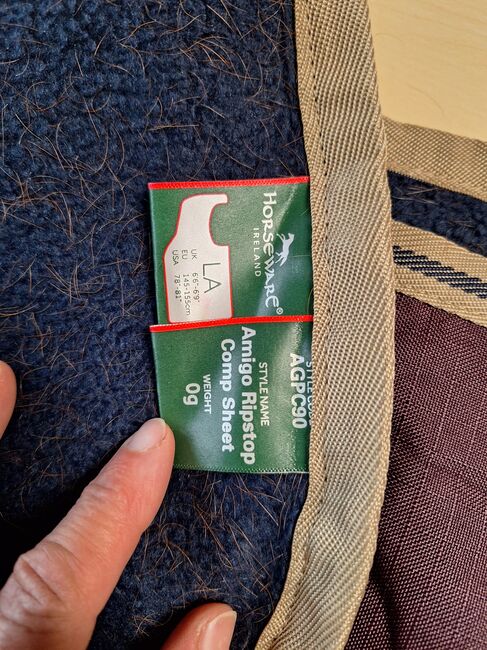 HORSEWARE®
IRELAND
LA
UK 6'6"-6'9"
EU 145-155cm
USA 78"-81"
AGPC90
STYLE NAME
Amigo Ripstop
Comp Sheet
WEIGHT
0g